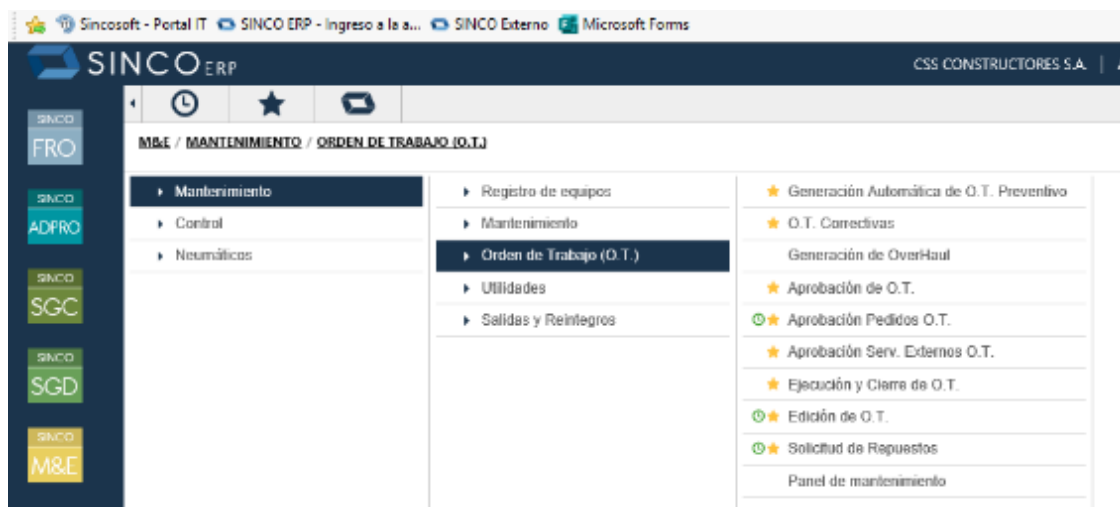 Sincosoft - Portal IT SINCO ERP - Ingreso a la a... SINCO Externo Microsoft Forms
SINCO ERP
CSS CONSTRUCTORES S.A. |
SINCO
FRO
SINCO
ADPRO
SINCO
SGC
SINCO
SGD
SINCO
M&E
M&E / MANTENIMIENTO / ORDEN DE TRABAJO (O.T.)
Mantenimiento
Control
Neumáticos
Registro de equipos
Mantenimiento
Orden de Trabajo (O.T.)
Utilidades
Salidas y Reintegros
Generación Automática de O.T. Preventivo
O.T. Correctivas
Generación de OverHaul
Aprobación de O.T.
Aprobación Pedidos O.T.
Aprobación Serv. Externos O.T.
Ejecución y Cierre de O.T.
Edición de O.T.
Solicitud de Repuestos
Panel de mantenimiento